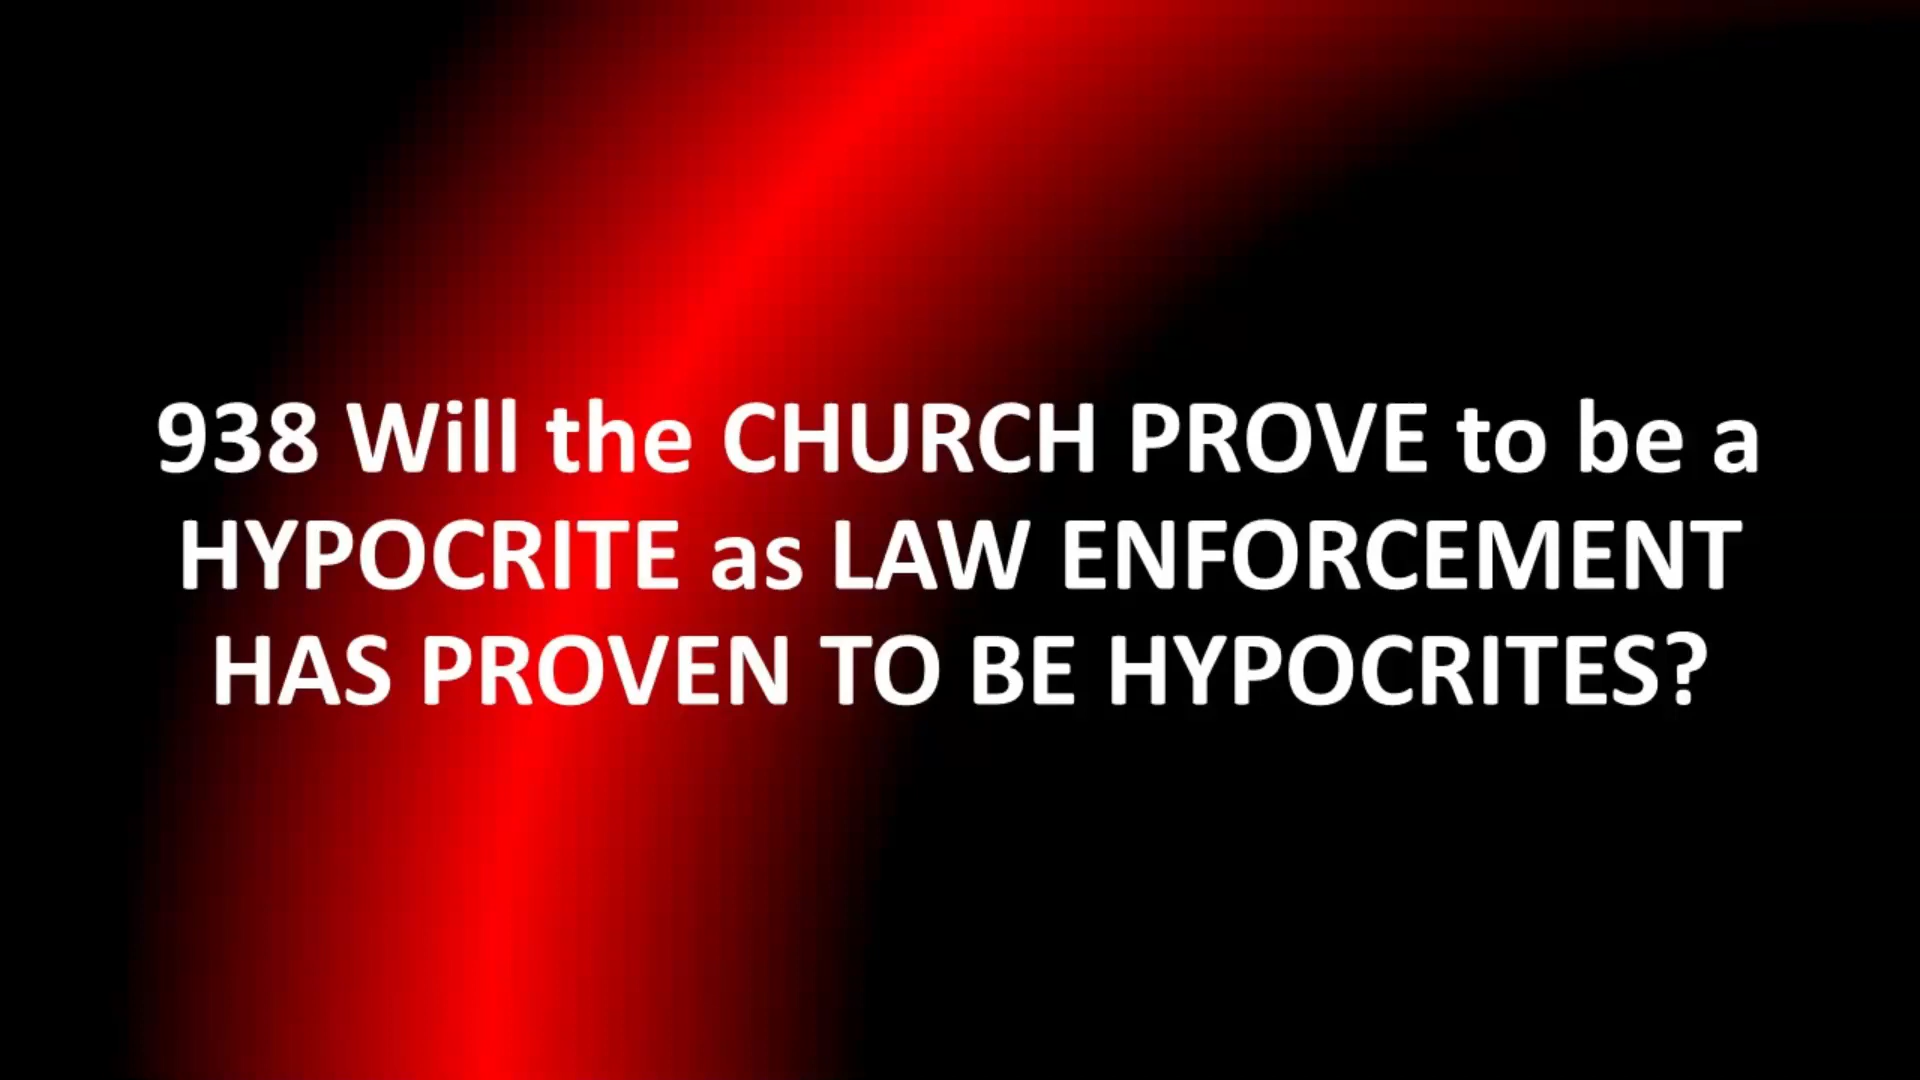 938 Will the CHURCH PROVE to be a
HYPOCRITE as LAW ENFORCEMENT
HAS PROVEN TO BE HYPOCRITES?